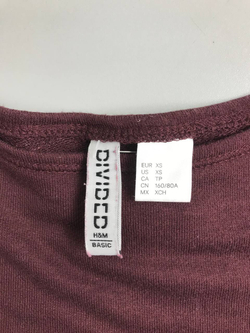 DIVIDED
H&M
BASIC
EUR XS
US XS
CA TP
CN 160/80A
MX XCH